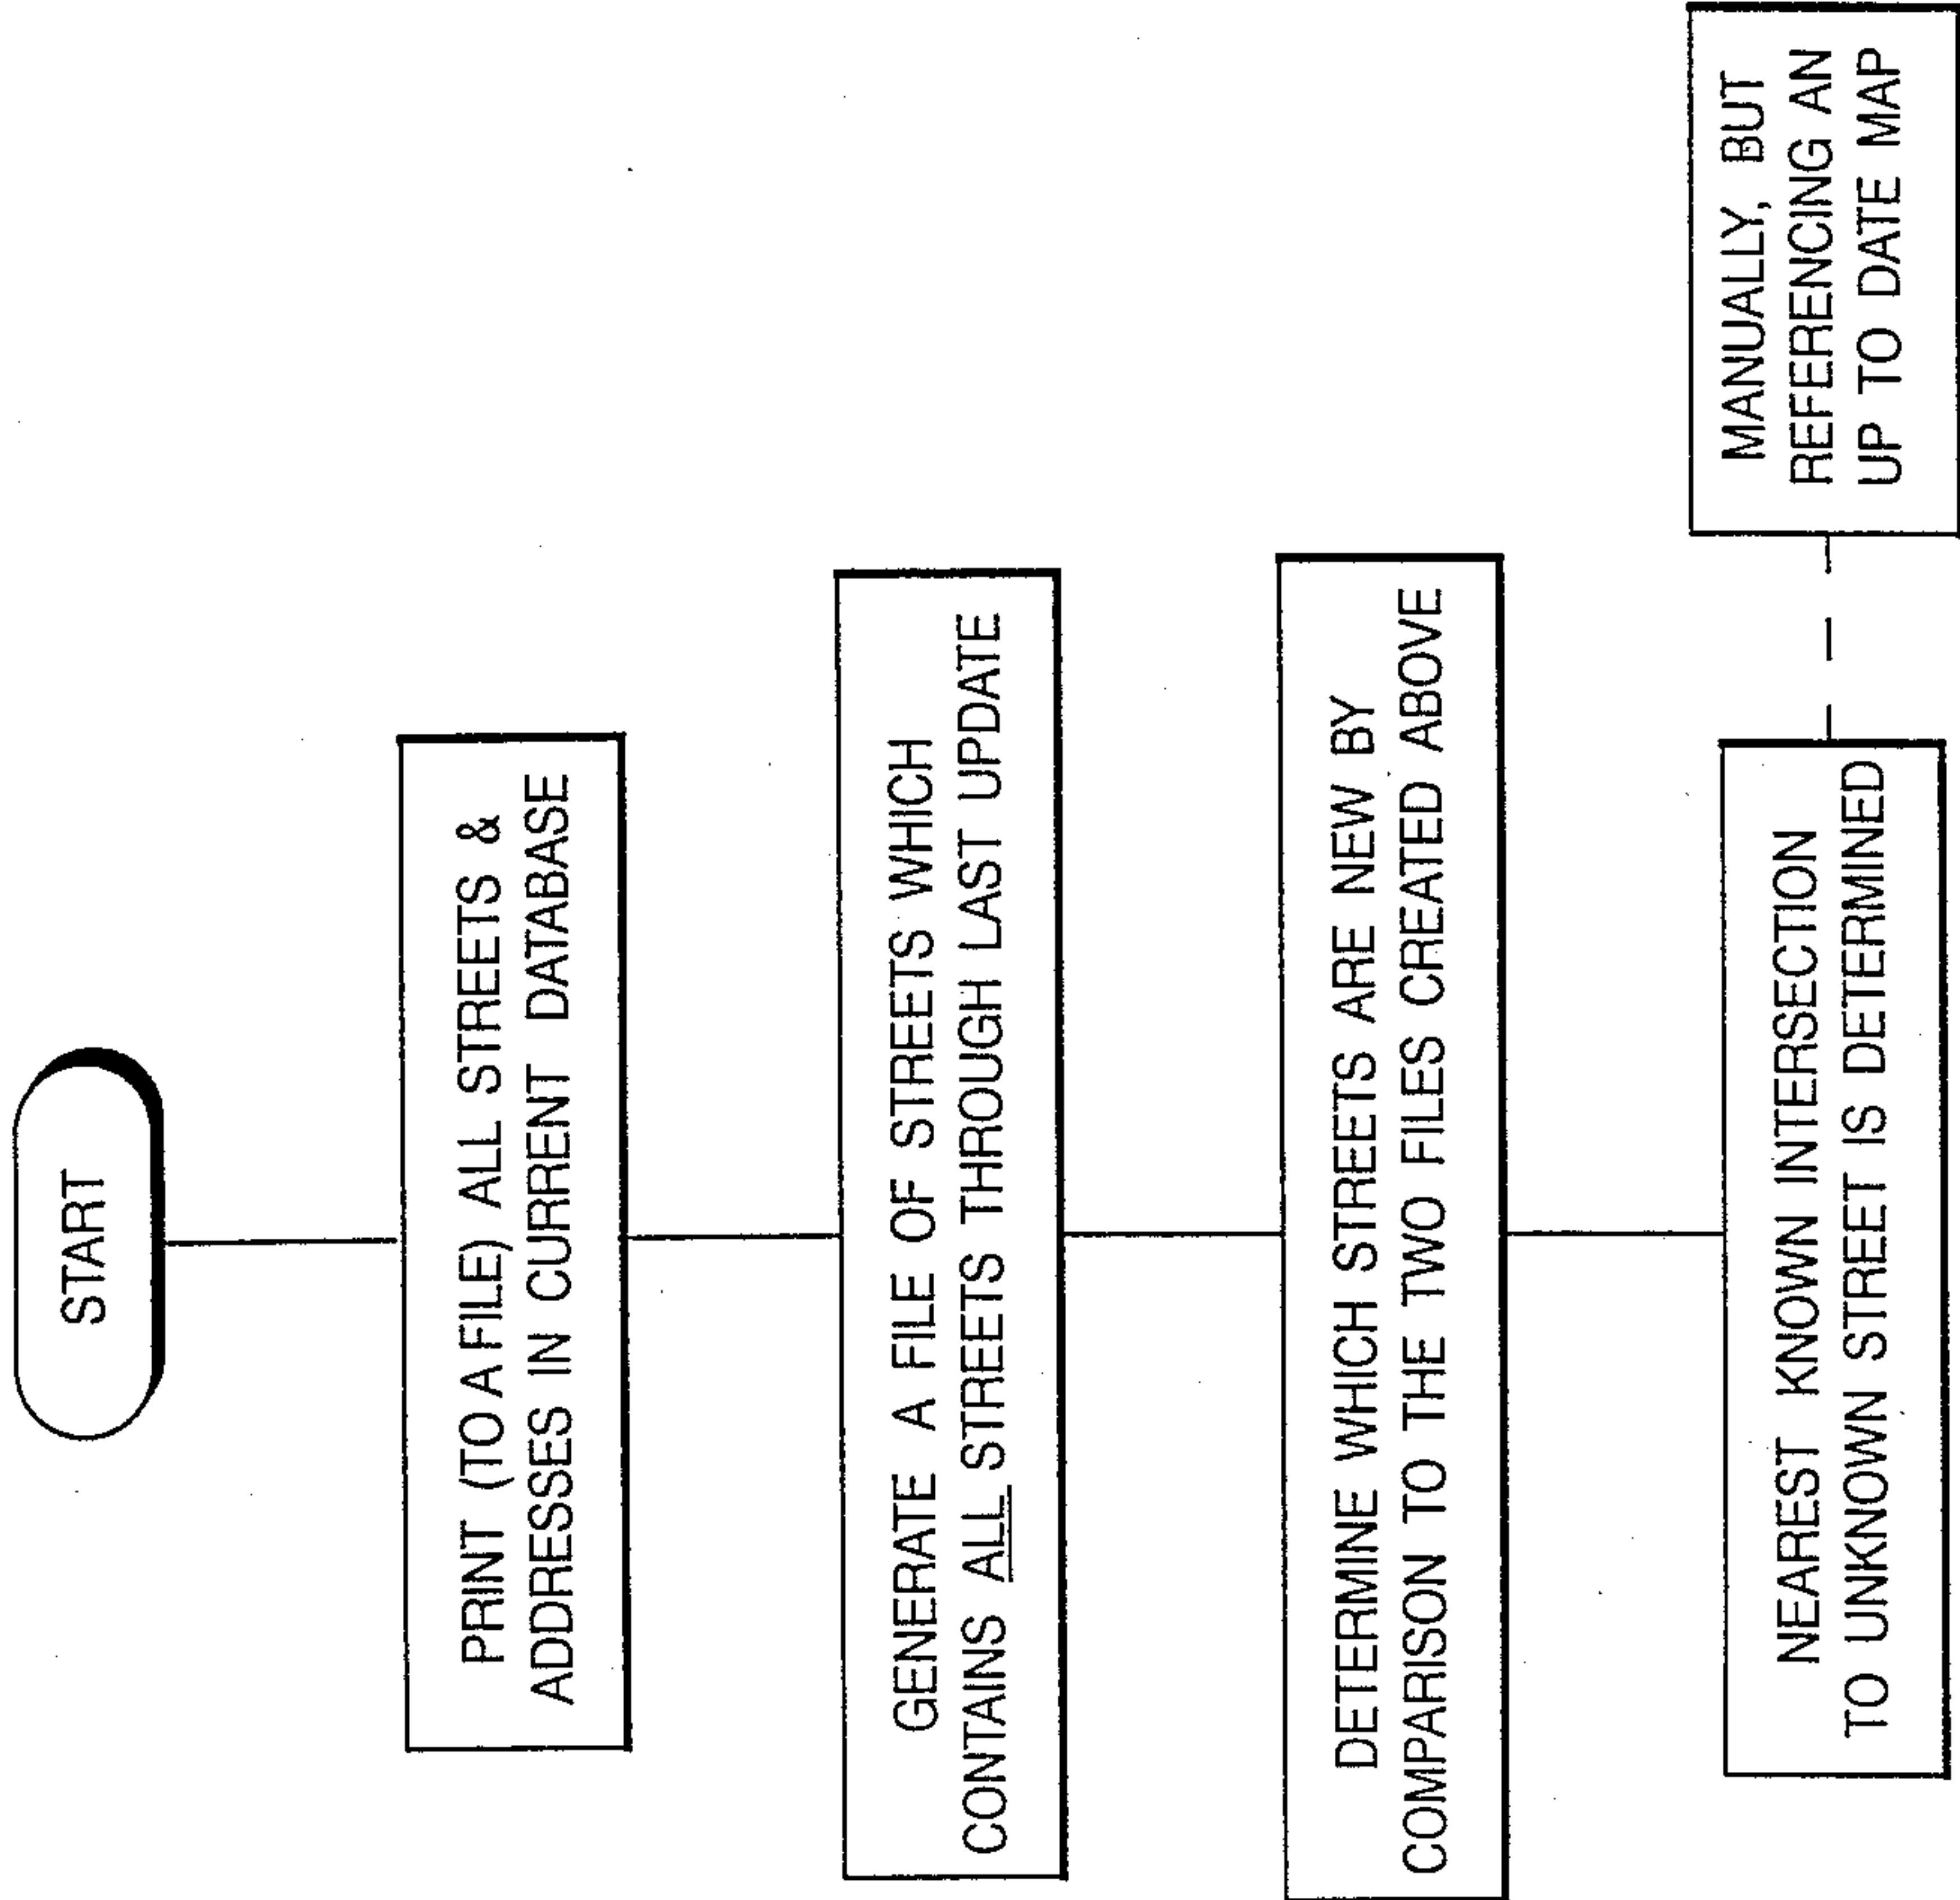 START
PRINT (TO A FILE) ALL STREETS &
ADDRESSES IN CURRENT DATABASE
GENERATE A FILE OF STREETS WHICH
CONTAINS ALL STREETS THROUGH LAST UPDATE
DETERMINE WHICH STREETS ARE NEW BY
COMPARISON TO THE TWO FILES CREATED ABOVE
NEAREST KNOWN INTERSECTION
TO UNKNOWN STREET IS DETERMINED
MANUALLY, BUT
REFERENCING AN
UP TO DATE MAP